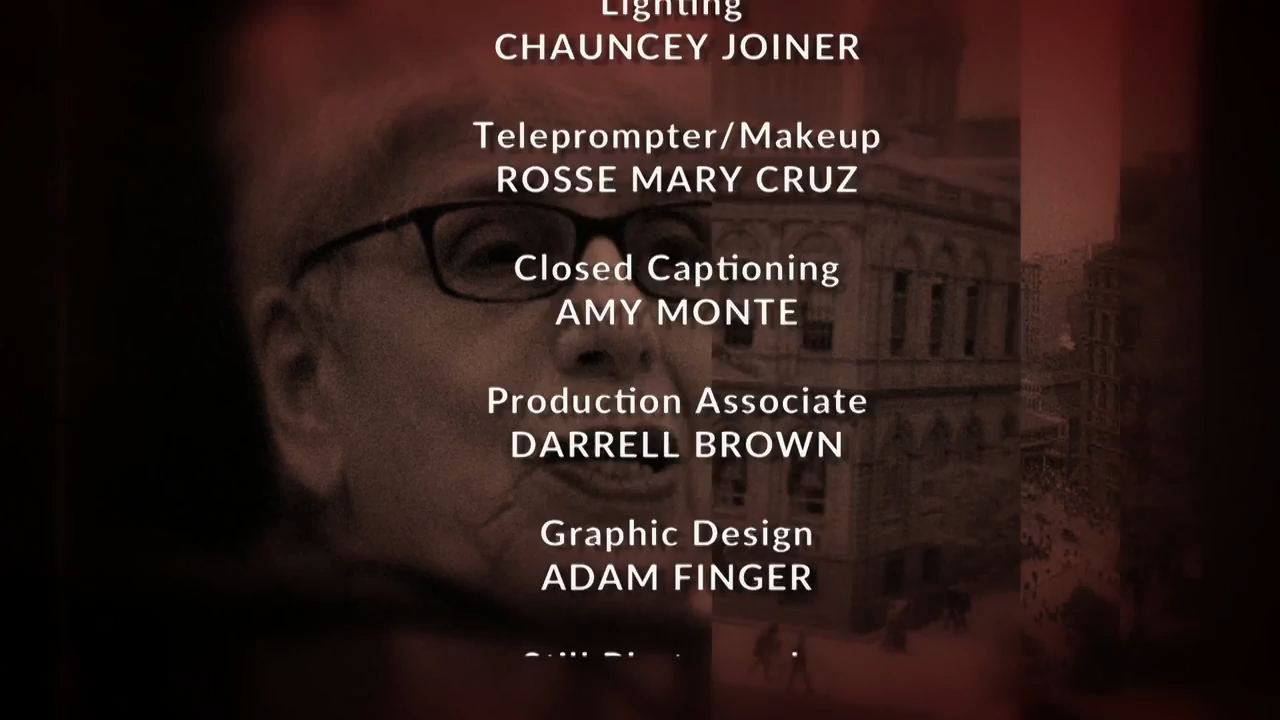 Lighting
CHAUNCEY JOINER
Teleprompter/Makeup
ROSSE MARY CRUZ
Closed Captioning
AMY MONTE
Production Associate
DARRELL BROWN
Graphic Design
ADAM FINGER